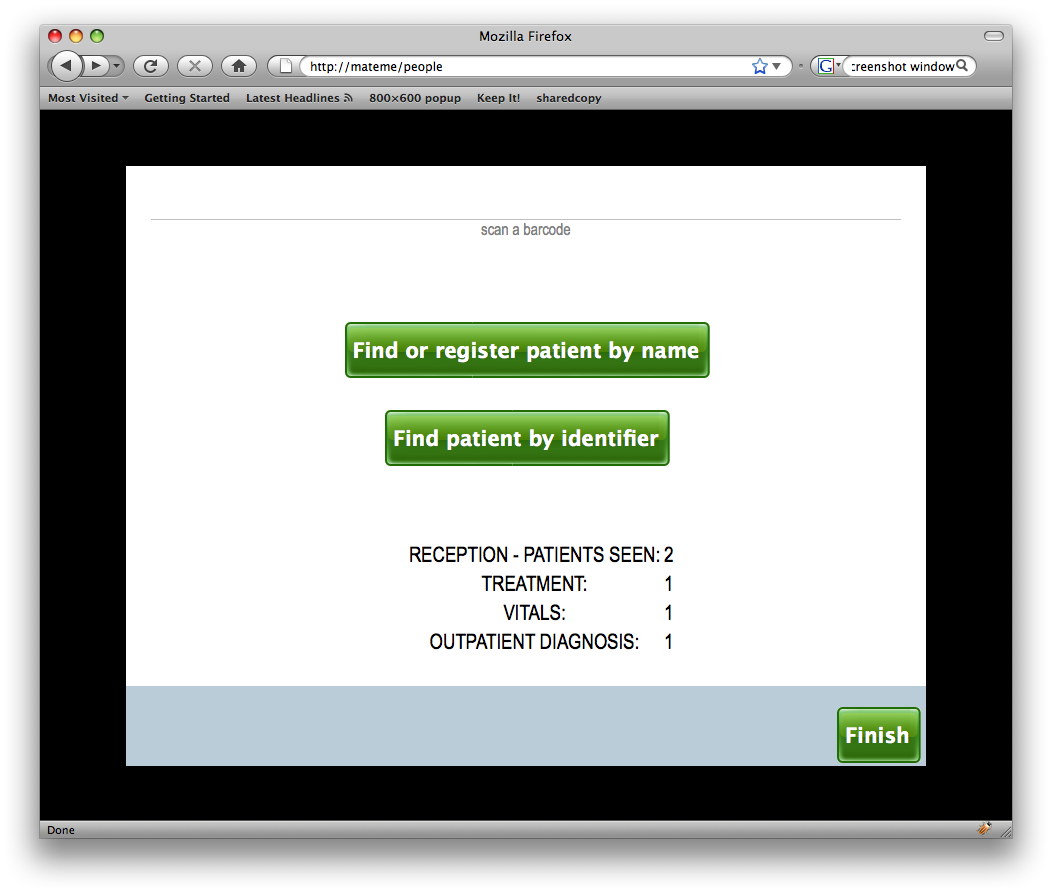 Mozilla Firefox
http://mateme/people
G
:reenshot window
Most Visited Getting Started Latest Headlines 800×600 popup Keep It! sharedcopy
scan a barcode
Find or register patient by name
Find patient by identifier
RECEPTION - PATIENTS SEEN: 2
TREATMENT: 1
VITALS: 1
OUTPATIENT DIAGNOSIS: 1
Finish
Done